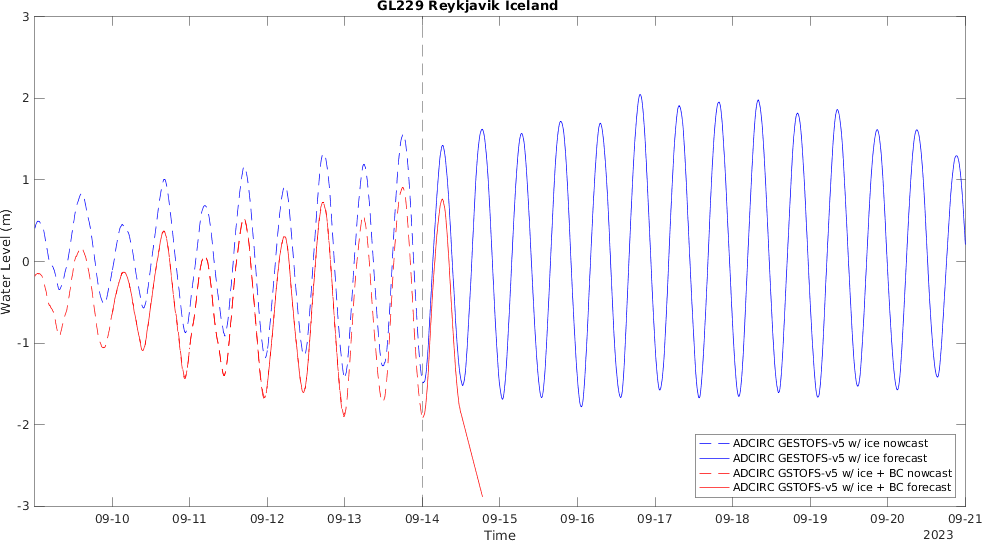 GL229 Reykjavik Iceland
Water Level (m)
3
2
1
0
-1
-2
-3
ADCIRC GESTOFS-v5 w/ ice nowcast
ADCIRC GESTOFS-v5 w/ ice forecast
ADCIRC GSTOFS-v5 w/ ice + BC nowcast
ADCIRC GSTOFS-v5 w/ ice + BC forecast
09-10 09-11 09-12 09-13 09-14 09-15 09-16 09-17 09-18 09-19 09-20 09-21
Time
2023